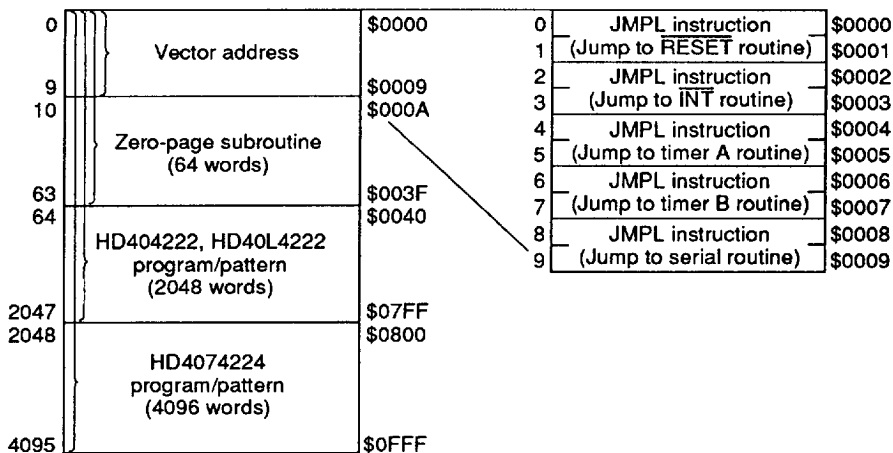 0
Vector address
$0000
9
$0009
10
$000A
Zero-page subroutine
(64 words)
63
$003F
64
$0040
HD404222, HD40L4222
program/pattern
(2048 words)
2047
$07FF
2048
$0800
HD4074224
program/pattern
(4096 words)
4095
$0FFF
0 JMPL instruction $0000
1 (Jump to RESET routine) $0001
2 JMPL instruction $0002
3 (Jump to INT routine) $0003
4 JMPL instruction $0004
5 (Jump to timer A routine) $0005
6 JMPL instruction $0006
7 (Jump to timer B routine) $0007
8 JMPL instruction $0008
9 (Jump to serial routine) $0009